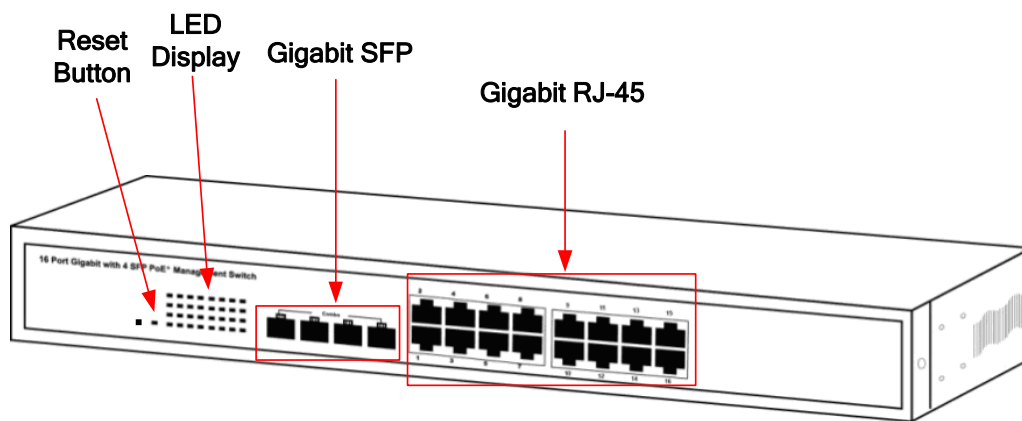 Reset
Button
LED
Display
Gigabit SFP
Gigabit RJ-45
16 Port Gigabit with 4 SFP PoE+ Management Switch
Combo
2 4 6 8
9 11 13 15
1 3 5 7
10 12 14 16